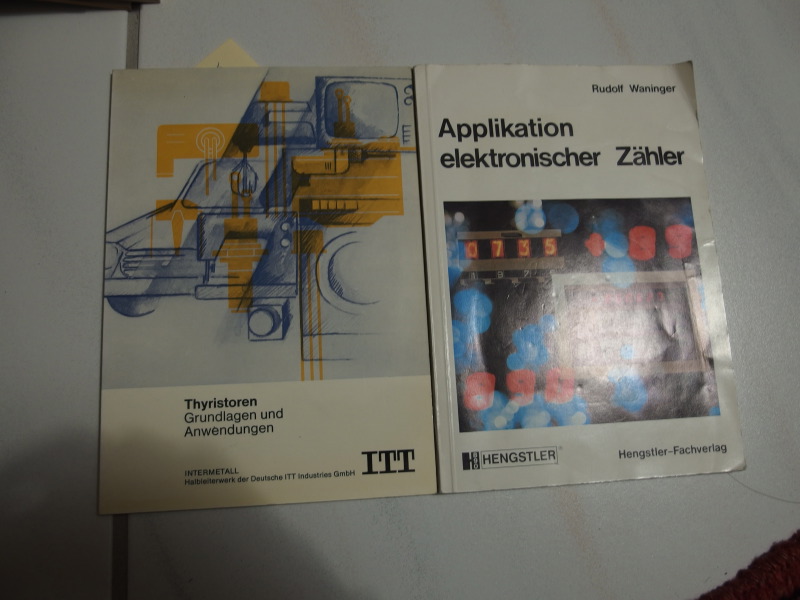 Thyristoren
Grundlagen und
Anwendungen
INTERMETALL
Halbleiterwerk der Deutsche ITT Industries GmbH
ITT
Rudolf Waninger
Applikation
elektronischer Zähler
0735
HENGSTLER
Hengstler-Fachverlag